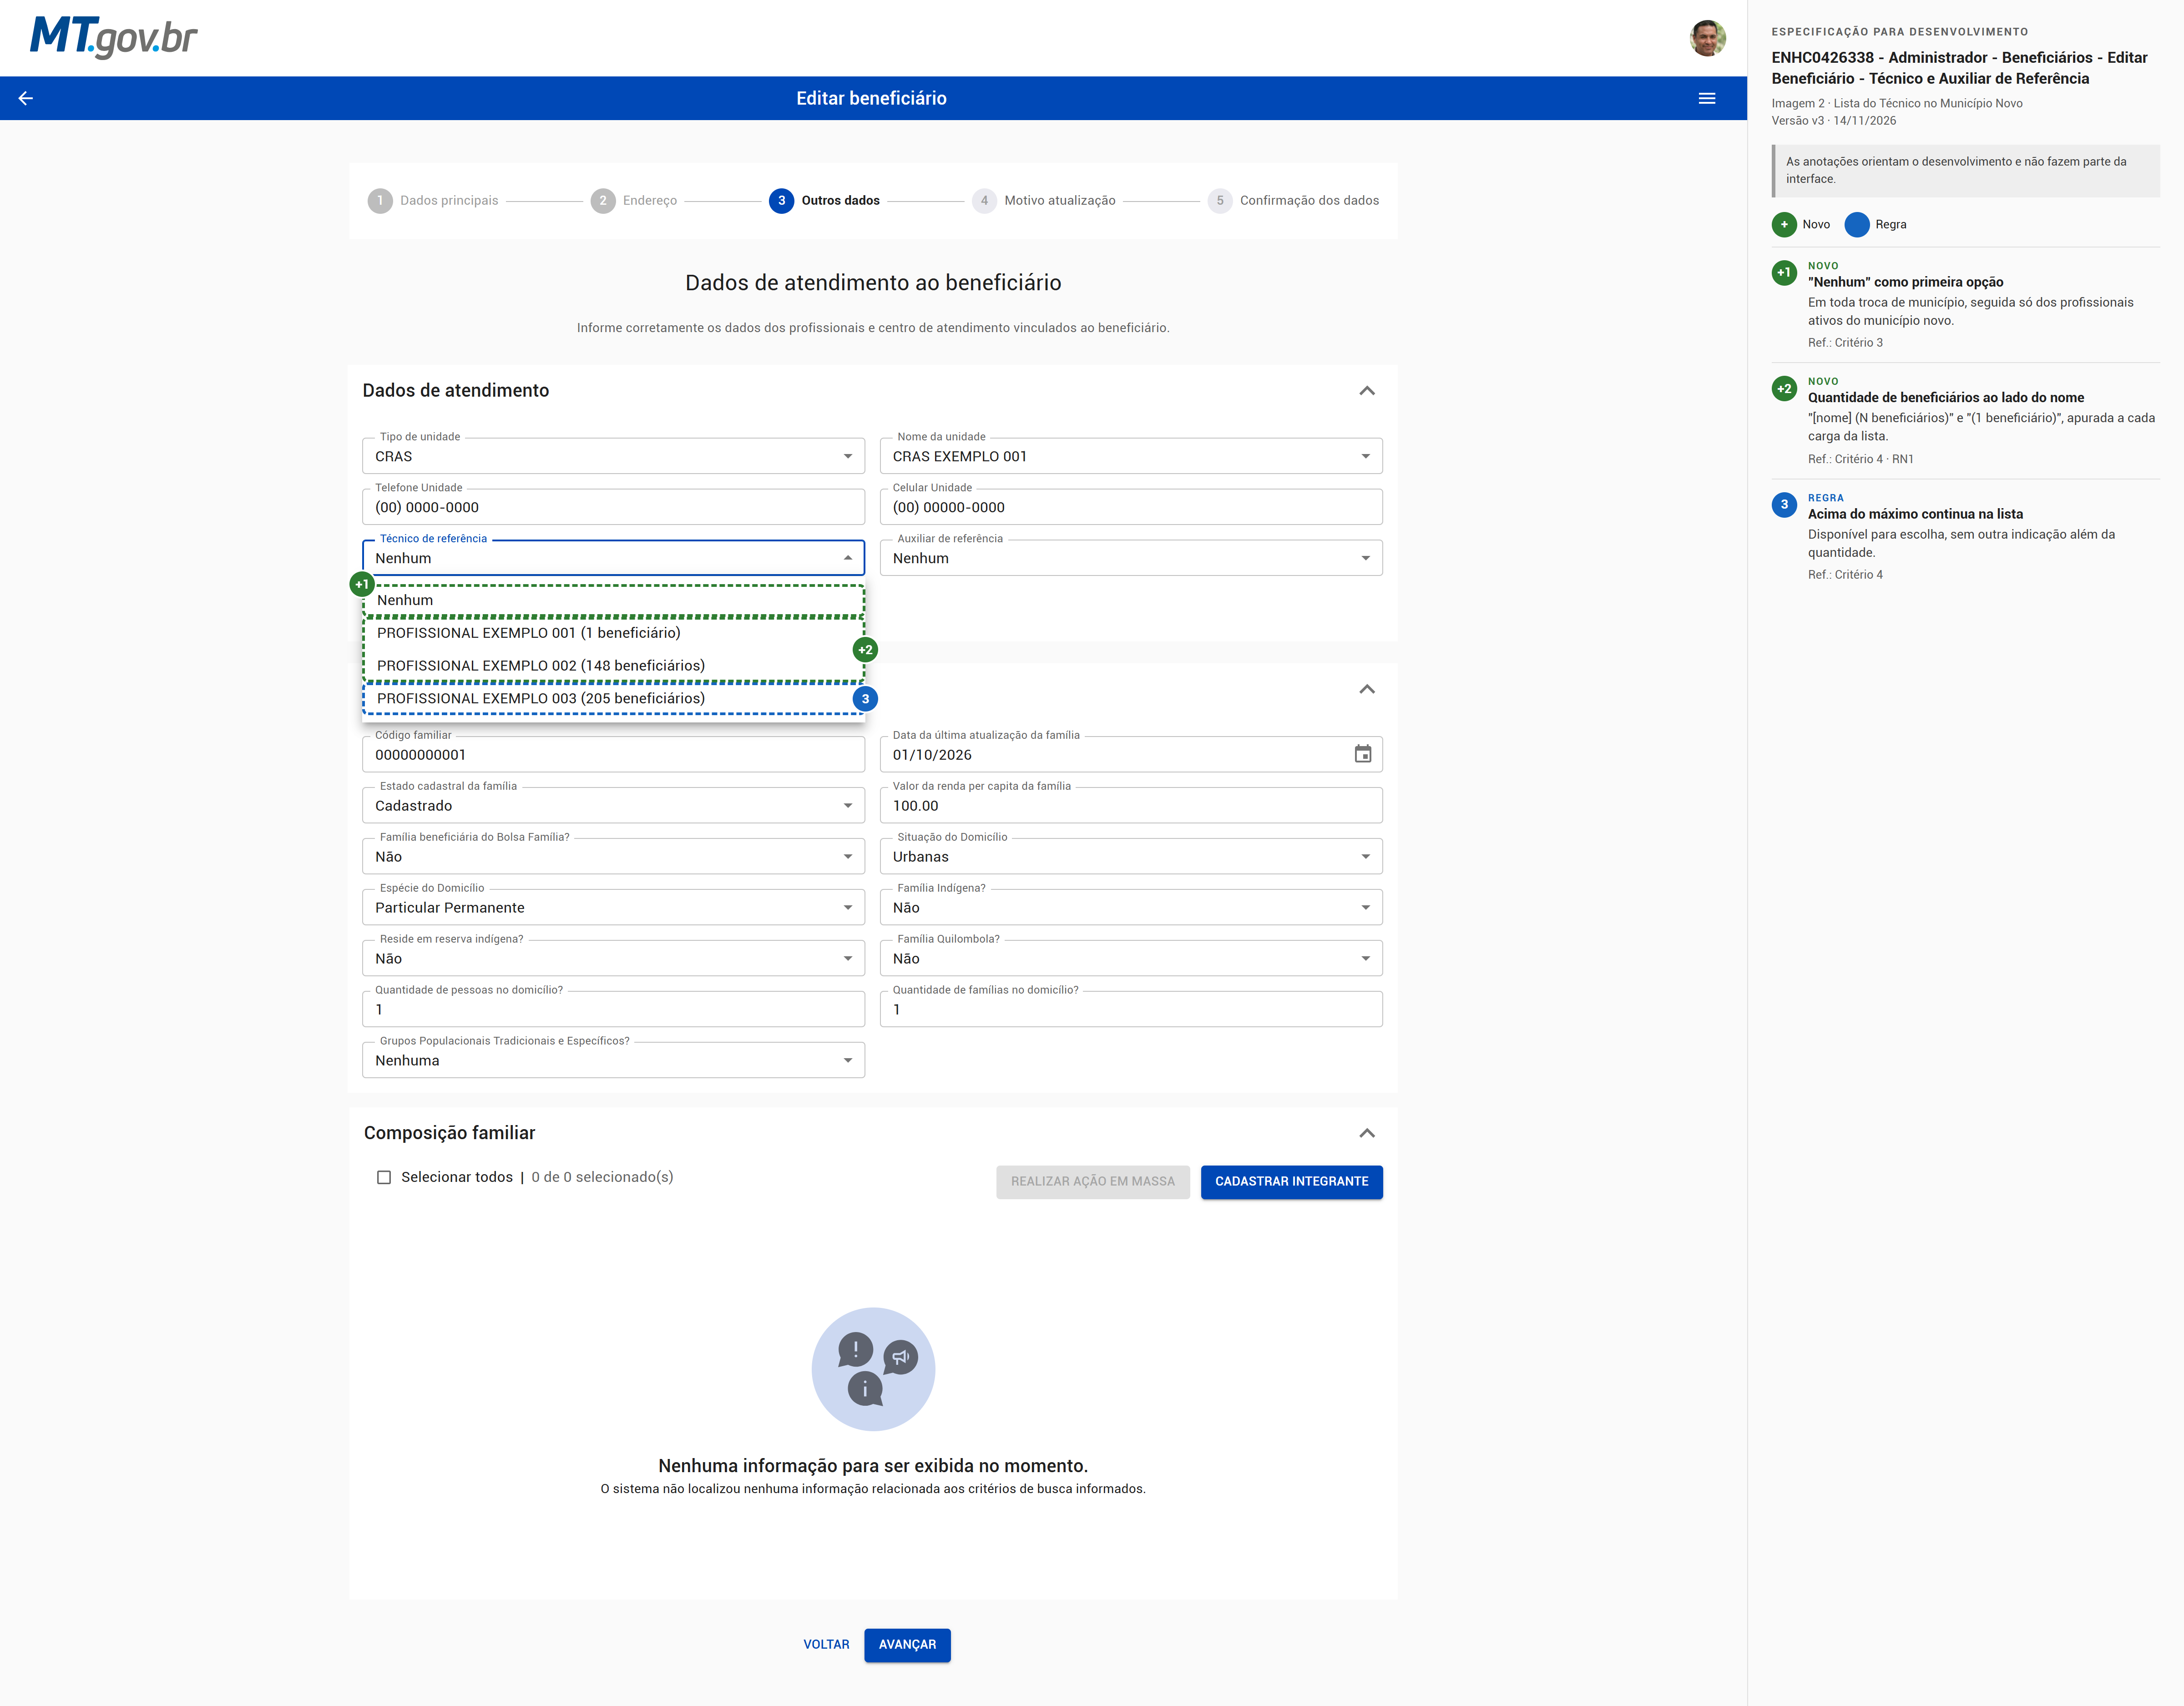 MT.gov.br
Editar beneficiário
1 Dados principais
2 Endereço
3 Outros dados
4 Motivo atualização
5 Confirmação dos dados
Dados de atendimento ao beneficiário
Informe corretamente os dados dos profissionais e centro de atendimento vinculados ao beneficiário.
Dados de atendimento
Tipo de unidade
CRAS
Nome da unidade
CRAS EXEMPLO 001
Telefone Unidade
(00) 0000-0000
Celular Unidade
(00) 00000-0000
Técnico de referência
Nenhum
Auxiliar de referência
Nenhum
+1
Nenhum
PROFISSIONAL EXEMPLO 001 (1 beneficiário)
+2
PROFISSIONAL EXEMPLO 002 (148 beneficiários)
PROFISSIONAL EXEMPLO 003 (205 beneficiários)
3
Código familiar
00000000001
Data da última atualização da família
01/10/2026
Estado cadastral da família
Cadastrado
Valor da renda per capita da família
100.00
Família beneficiária do Bolsa Família?
Não
Situação do Domicílio
Urbanas
Espécie do Domicílio
Particular Permanente
Família Indígena?
Não
Reside em reserva indígena?
Não
Família Quilombola?
Não
Quantidade de pessoas no domicílio?
1
Quantidade de famílias no domicílio?
1
Grupos Populacionais Tradicionais e Específicos?
Nenhuma
Composição familiar
Selecionar todos | 0 de 0 selecionado(s)
REALIZAR AÇÃO EM MASSA
CADASTRAR INTEGRANTE
Nenhuma informação para ser exibida no momento.
O sistema não localizou nenhuma informação relacionada aos critérios de busca informados.
VOLTAR
AVANÇAR
ESPECIFICAÇÃO PARA DESENVOLVIMENTO
ENHC0426338 - Administrador - Beneficiários - Editar
Beneficiário - Técnico e Auxiliar de Referência
Imagem 2 · Lista do Técnico no Município Novo
Versão v3 · 14/11/2026
As anotações orientam o desenvolvimento e não fazem parte da
interface.
+ Novo
Regra
+1
NOVO
"Nenhum" como primeira opção
Em toda troca de município, seguida só dos profissionais
ativos do município novo.
Ref.: Critério 3
+2
NOVO
Quantidade de beneficiários ao lado do nome
"[nome] (N beneficiários)" e "(1 beneficiário)", apurada a cada
carga da lista.
Ref.: Critério 4 · RN1
3
REGRA
Acima do máximo continua na lista
Disponível para escolha, sem outra indicação além da
quantidade.
Ref.: Critério 4